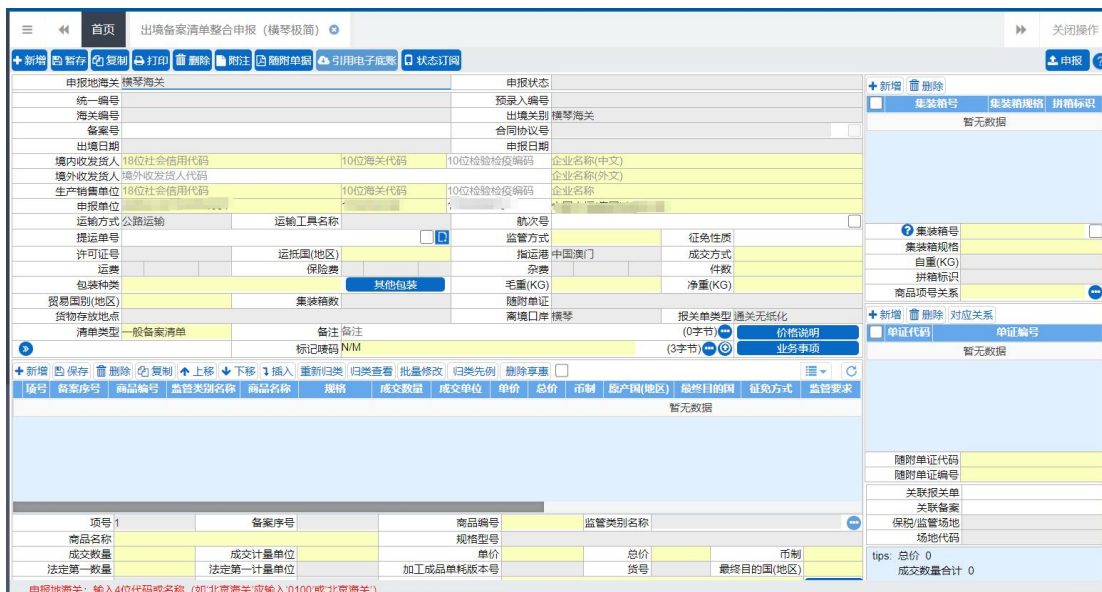 首页 出境备案清单整合申报（横琴极简） 关闭操作
新增 暂存 复制 打印 删除 附注 随附单据 引用电子底账 状态订阅 申报
申报地海关 横琴海关 申报状态
统一编号 预录入编号
海关编号 出境关别 横琴海关
备案号 合同协议号
出境日期 申报日期
境内收发货人 18位社会信用代码 10位海关代码 10位检验检疫编码 企业名称(中文)
境外收发货人 境外收发货人代码 企业名称(外文)
生产销售单位 18位社会信用代码 10位海关代码 10位检验检疫编码 企业名称
申报单位
运输方式 公路运输 运输工具名称 航次号
提运单号 监管方式 征免性质
许可证号 运抵国(地区) 指运港 中国澳门 成交方式
运费 保险费 杂费 件数
包装种类 其他包装 毛重(KG) 净重(KG)
贸易国别(地区) 集装箱数 随附单证
货物存放地点 离境口岸 横琴 报关单类型 通关无纸化
清单类型 一般备案清单 备注 备注 (0字节) 价格说明
标记唛码 N/M (3字节) 业务事项
新增 保存 删除 复制 上移 下移 插入 重新归类 归类查看 批量修改 归类先例 删除享惠
项号 备案序号 商品编号 监管类别名称 商品名称 规格 成交数量 成交单位 单价 总价 币制 原产国(地区) 最终目的国 征免方式 监管要求
暂无数据
项号 1 备案序号 商品编号 监管类别名称
商品名称 规格型号
成交数量 成交计量单位 单价 总价 币制
法定第一数量 法定第一计量单位 加工成品单耗版本号 货号 最终目的国(地区)
申报地海关：输入4位代码或名称 (如'北京海关'应输入'0100'或'北京海关')
新增 删除
集装箱号 集装箱规格 拼箱标识
暂无数据
集装箱号
集装箱规格
自重(KG)
拼箱标识
商品项号关系
新增 删除 对应关系
单证代码 单证编号
暂无数据
随附单证代码
随附单证编号
关联报关单
关联备案
保税/监管场地
场地代码
tips: 总价 0
成交数量合计 0